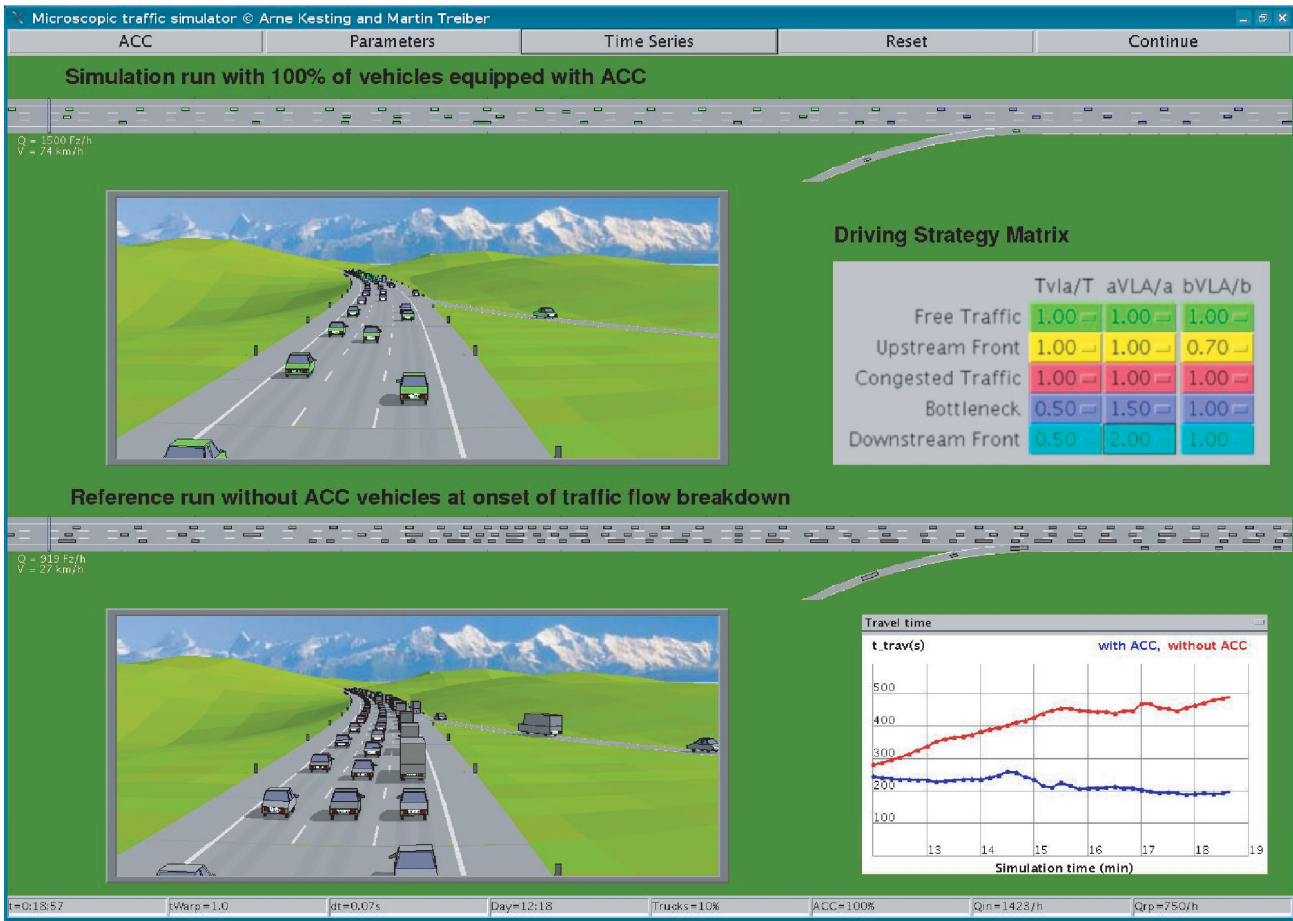 Microscopic traffic simulator © Arne Kesting and Martin Treiber
ACC Parameters Time Series Reset Continue
Simulation run with 100% of vehicles equipped with ACC
Q = 1500 Fz/h
V = 74 km/h
Driving Strategy Matrix
Tvla/T aVLA/a bVLA/b
Free Traffic 1.00 1.00 1.00
Upstream Front 1.00 1.00 0.70
Congested Traffic 1.00 1.00 1.00
Bottleneck 0.50 1.50 1.00
Downstream Front 0.50 2.00 1.00
Reference run without ACC vehicles at onset of traffic flow breakdown
Q = 919 Fz/h
V = 27 km/h
Travel time
t_trav(s) with ACC, without ACC
500
400
300
200
100
13 14 15 16 17 18 19
Simulation time (min)
t=0:18:57 tWarp=1.0 dt=0.07s Day=12:18 Trucks=10% ACC=100% Qin=1423/h Qrp=750/h